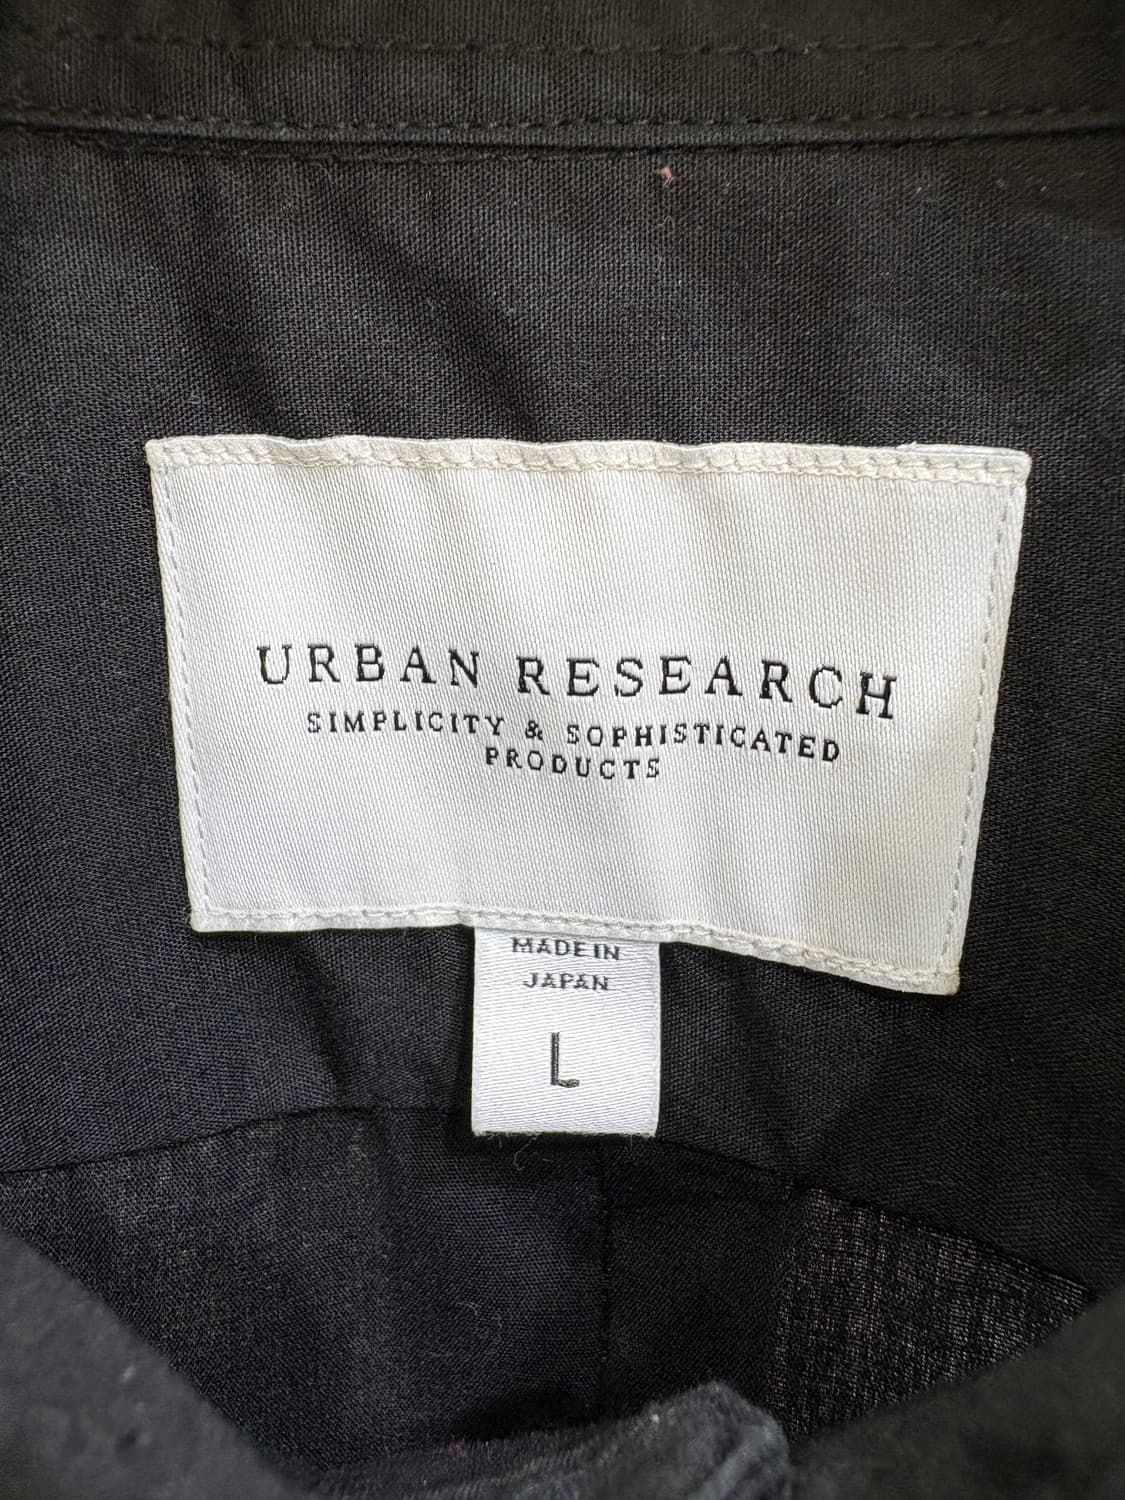 URBAN RESEARCH
SIMPLICITY & SOPHISTICATED
PRODUCTS
MADE IN
JAPAN
L